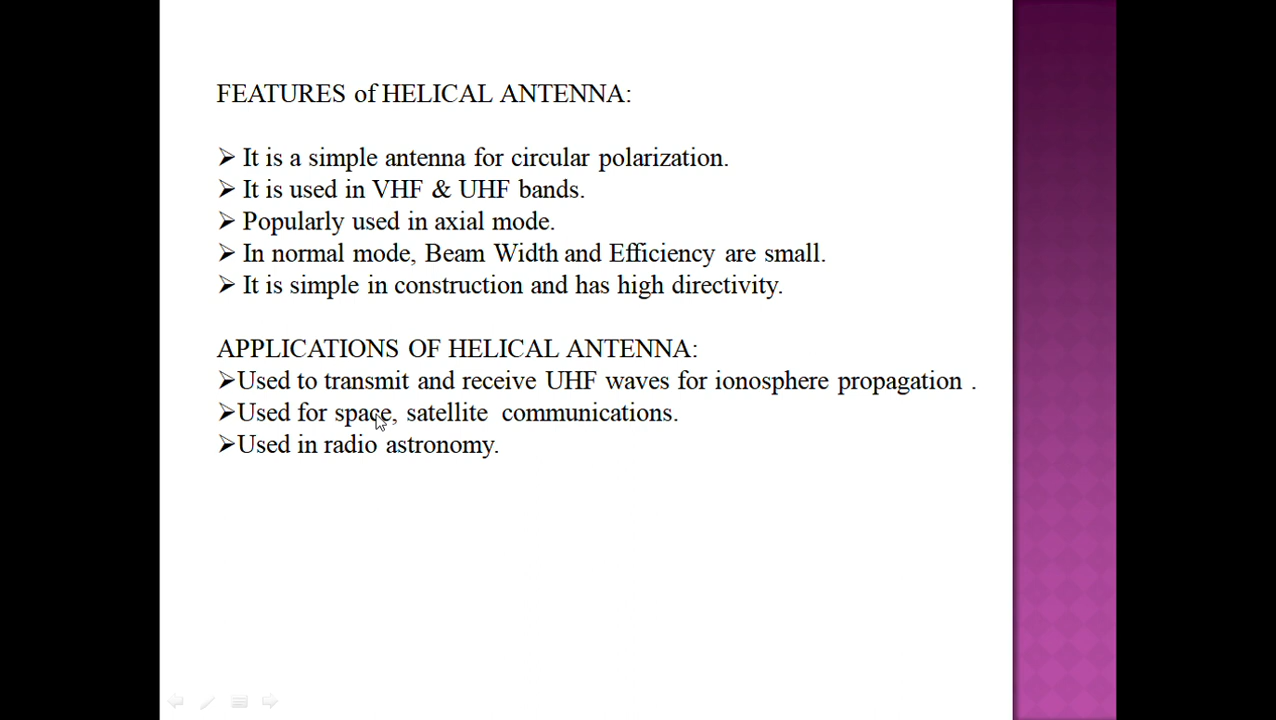 FEATURES of HELICAL ANTENNA:
➢ It is a simple antenna for circular polarization.
➢ It is used in VHF & UHF bands.
➢ Popularly used in axial mode.
➢ In normal mode, Beam Width and Efficiency are small.
➢ It is simple in construction and has high directivity.
APPLICATIONS OF HELICAL ANTENNA:
➢Used to transmit and receive UHF waves for ionosphere propagation .
➢Used for space, satellite communications.
➢Used in radio astronomy.